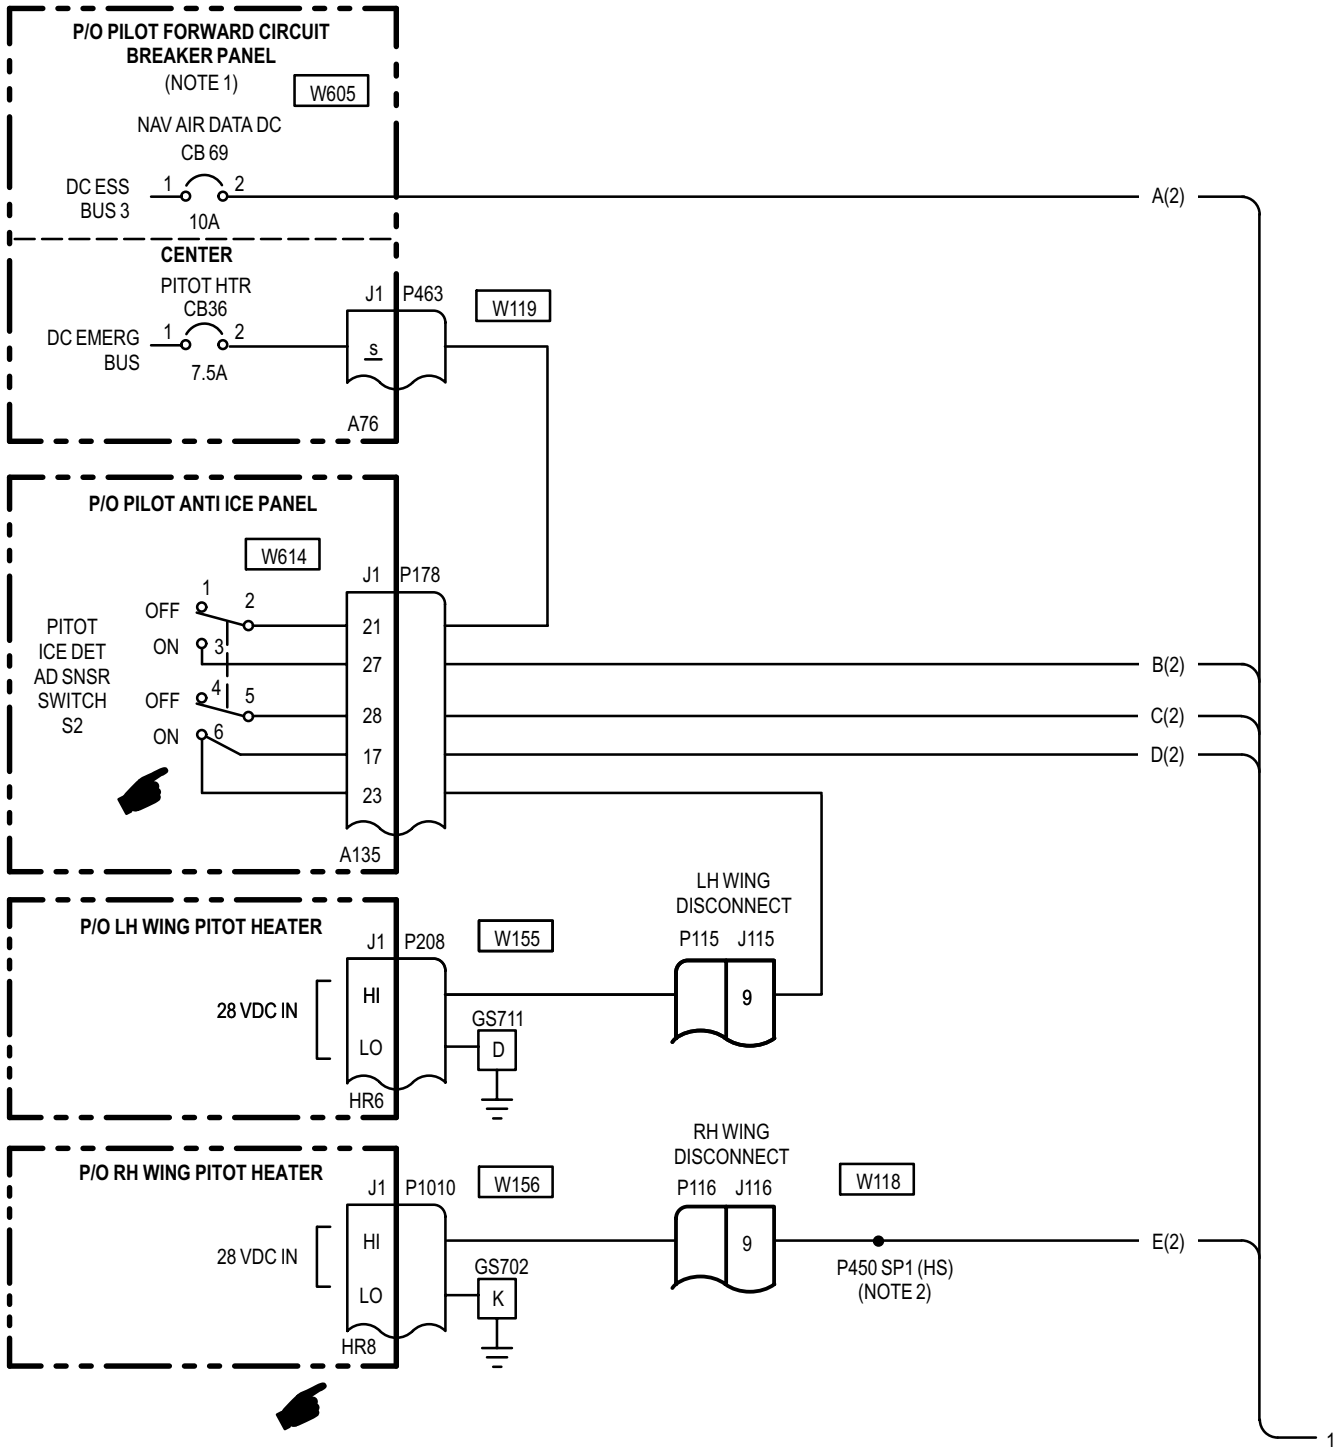 P/O PILOT FORWARD CIRCUIT
BREAKER PANEL
(NOTE 1)
W605
NAV AIR DATA DC
CB 69
DC ESS
BUS 3
1
2
10A
A(2)
CENTER
PITOT HTR
CB36
DC EMERG
BUS
1
2
7.5A
J1
P463
W119
s
A76
P/O PILOT ANTI ICE PANEL
W614
J1
P178
PITOT
ICE DET
AD SNSR
SWITCH
S2
OFF
1
2
21
ON
3
27
B(2)
OFF
4
5
28
C(2)
ON
6
17
D(2)
23
A135
LH WING
DISCONNECT
P/O LH WING PITOT HEATER
J1
P208
W155
P115
J115
28 VDC IN
HI
9
LO
GS711
D
HR6
RH WING
DISCONNECT
P/O RH WING PITOT HEATER
J1
P1010
W156
P116
J116
W118
28 VDC IN
HI
9
E(2)
P450 SP1 (HS)
(NOTE 2)
LO
GS702
K
HR8
1